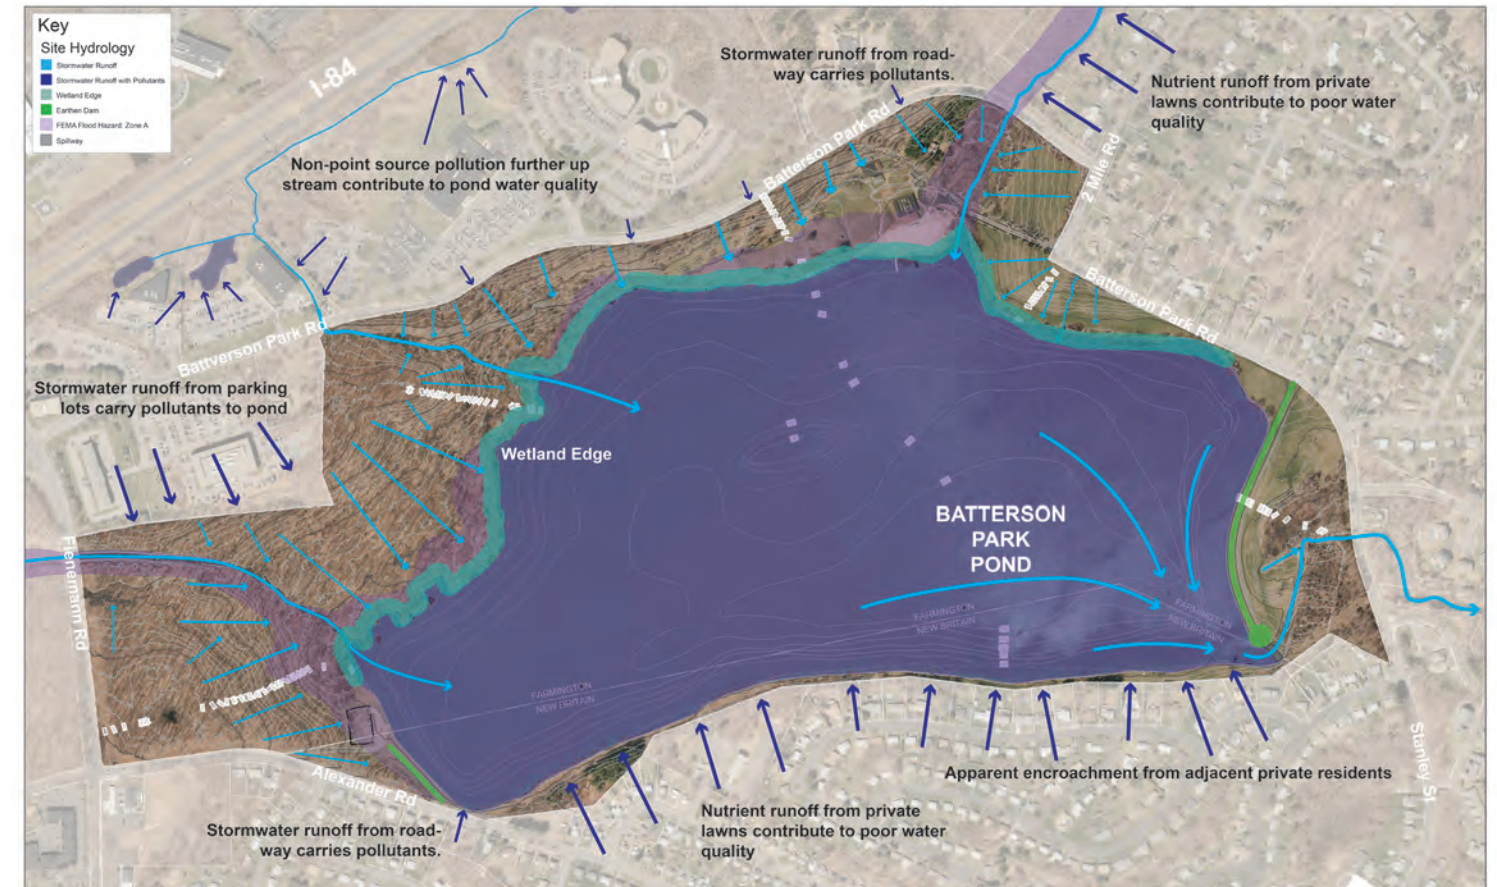 Key
Site Hydrology
Stormwater Runoff
Stormwater Runoff with Pollutants
Wetland Edge
Earthen Dam
FEMA Flood Hazard: Zone A
Spillway
I-84
Stormwater runoff from road-
way carries pollutants.
Nutrient runoff from private
lawns contribute to poor water
quality
Non-point source pollution further up
stream contribute to pond water quality
Batterson Park Rd
2 Mile Rd
Batterson Park Rd
Battverson Park Rd
Stormwater runoff from parking
lots carry pollutants to pond
Wetland Edge
BATTERSON
PARK
POND
Fienemann Rd
FARMINGTON
NEW BRITAIN
FARMINGTON
NEW BRITAIN
FARMINGTON
NEW BRITAIN
Stanley St
Alexander Rd
Apparent encroachment from adjacent private residents
Nutrient runoff from private
lawns contribute to poor water
quality
Stormwater runoff from road-
way carries pollutants.